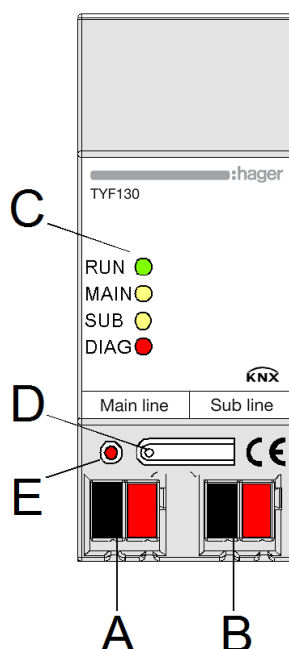 :hager
TYF130
C
RUN
MAIN
SUB
DIAG
KNX
Main line Sub line
D
CE
E
A B